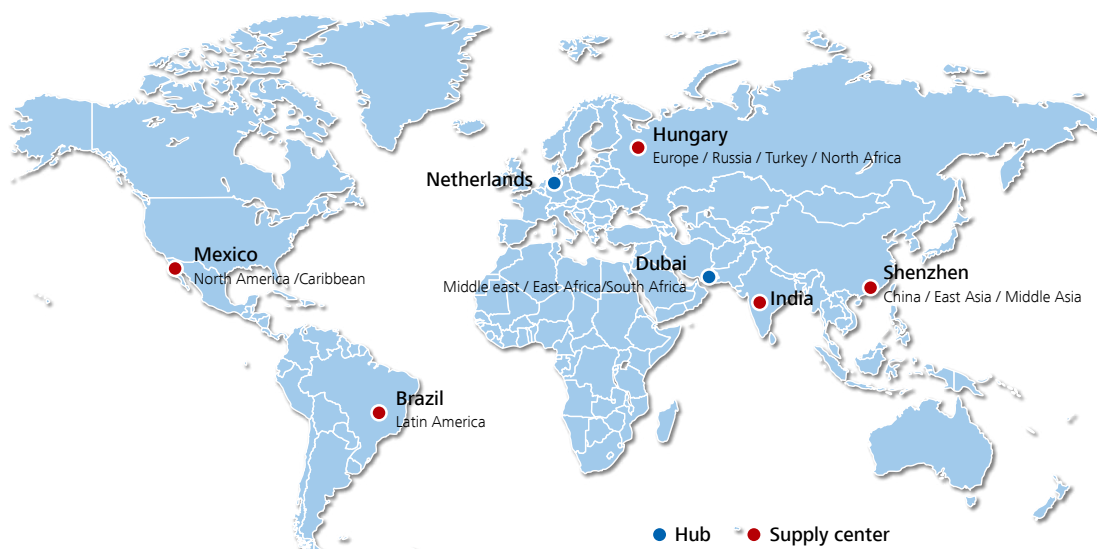 Hungary
Europe / Russia / Turkey / North Africa
Netherlands
Mexico
North America /Caribbean
Dubai
Middle east / East Africa/South Africa
Shenzhen
China / East Asia / Middle Asia
India
Brazil
Latin America
Hub
Supply center